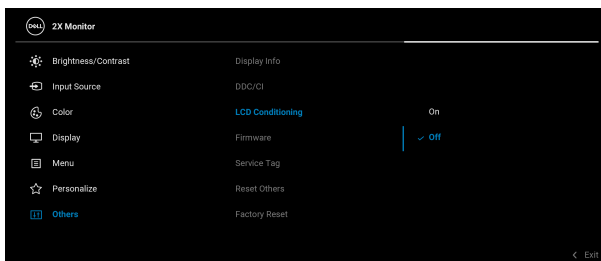 DELL 2X Monitor
Brightness/Contrast Display Info
Input Source DDC/CI
Color LCD Conditioning On
Display Firmware Off
Menu Service Tag
Personalize Reset Others
Others Factory Reset
Exit